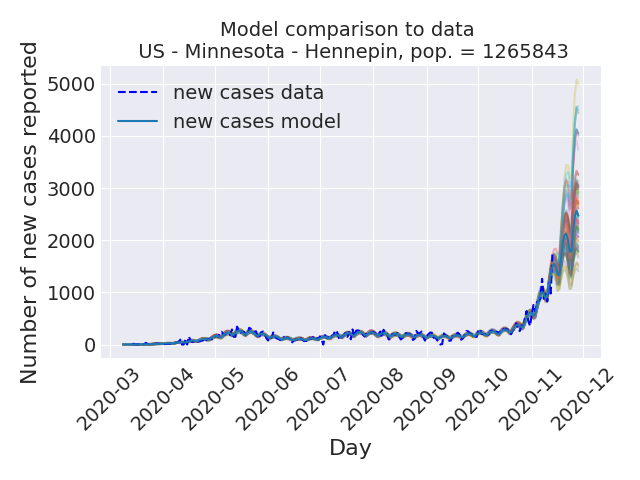 Model comparison to data
US - Minnesota - Hennepin, pop. = 1265843
Number of new cases reported
5000
4000
3000
2000
1000
0
new cases data
new cases model
2020-03
2020-04
2020-05
2020-06
2020-07
2020-08
2020-09
2020-10
2020-11
2020-12
Day